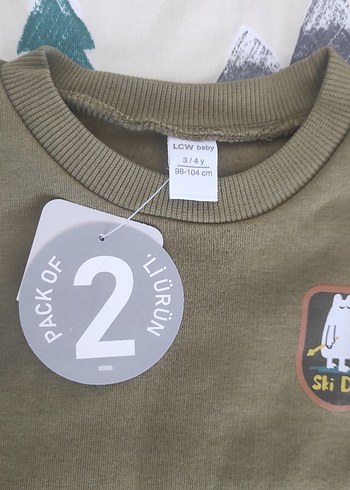 LCW baby
3/4 y
98-104 cm
PACK OF
2
'Lİ ÜRÜN
Ski D